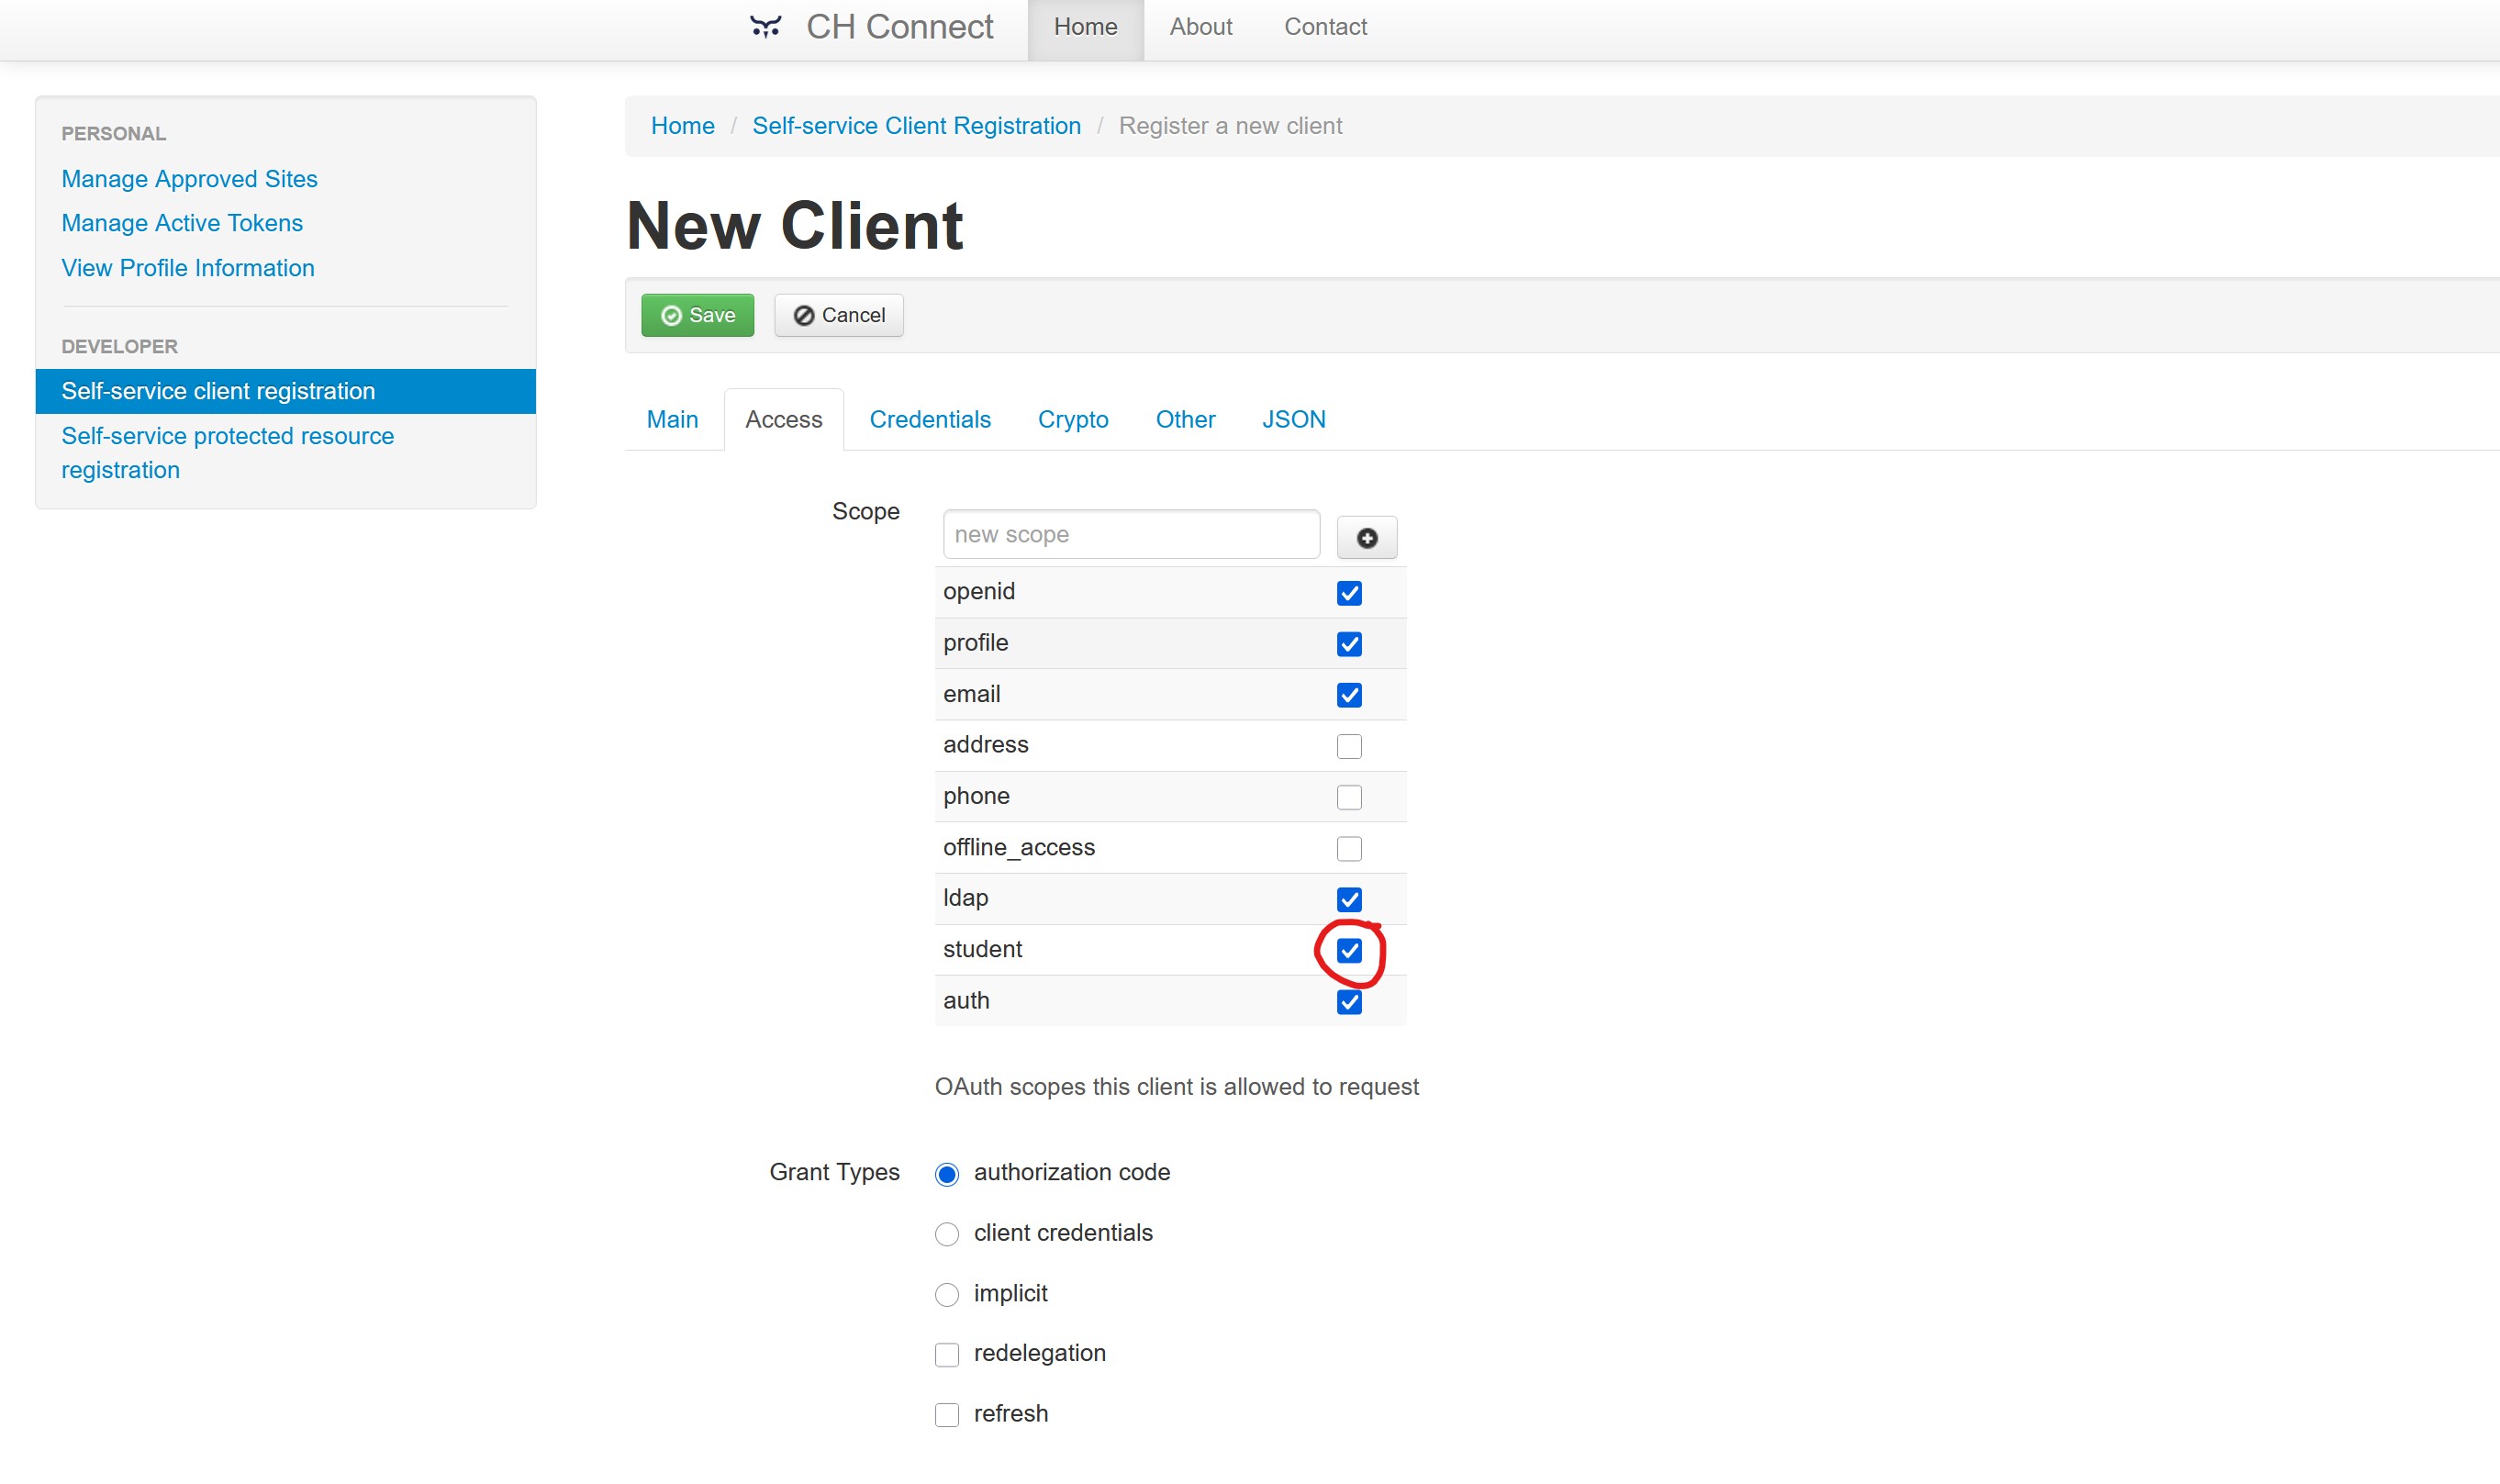 CH Connect Home About Contact
PERSONAL
Manage Approved Sites
Manage Active Tokens
View Profile Information
DEVELOPER
Self-service client registration
Self-service protected resource
registration
Home / Self-service Client Registration / Register a new client
New Client
Save Cancel
Main Access Credentials Crypto Other JSON
Scope
new scope
openid
profile
email
address
phone
offline_access
ldap
student
auth
OAuth scopes this client is allowed to request
Grant Types
authorization code
client credentials
implicit
redelegation
refresh